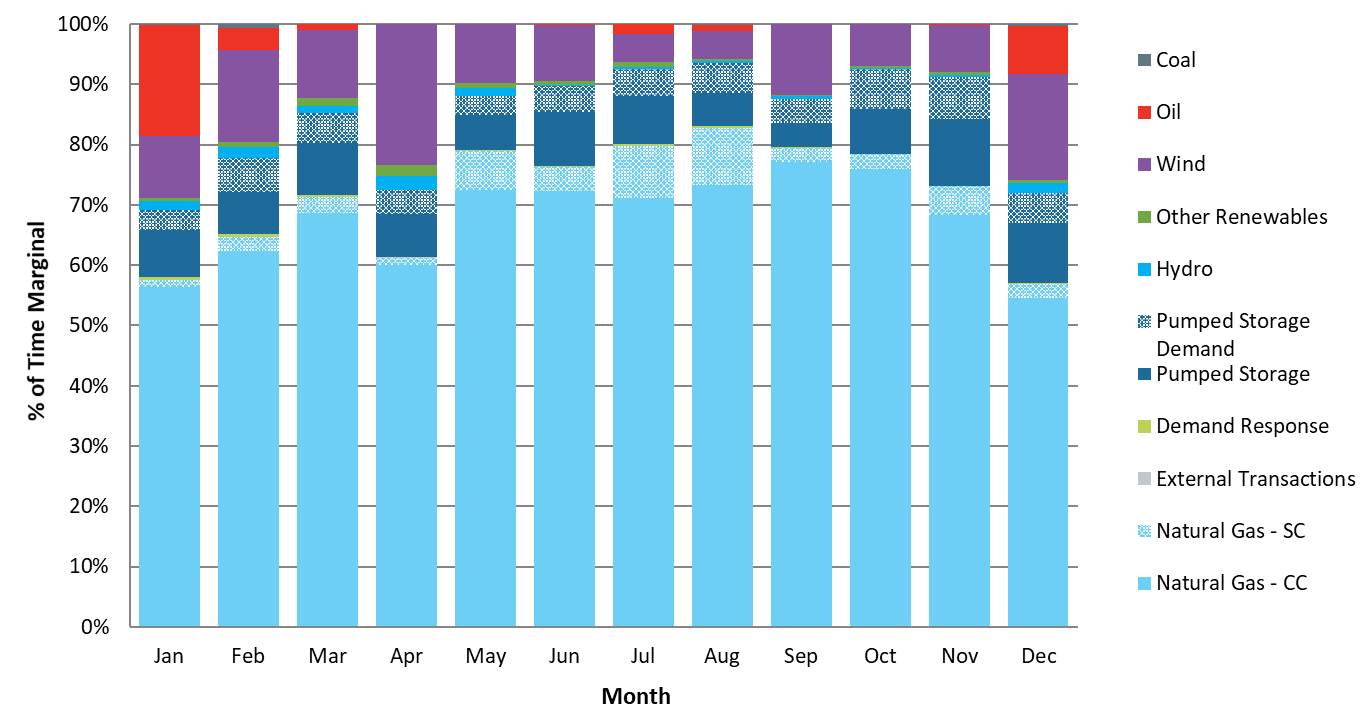 100%
90%
80%
70%
60%
50%
40%
30%
20%
10%
0%
% of Time Marginal
Jan Feb Mar Apr May Jun Jul Aug Sep Oct Nov Dec
Month
Coal
Oil
Wind
Other Renewables
Hydro
Pumped Storage
Demand
Pumped Storage
Demand Response
External Transactions
Natural Gas - SC
Natural Gas - CC